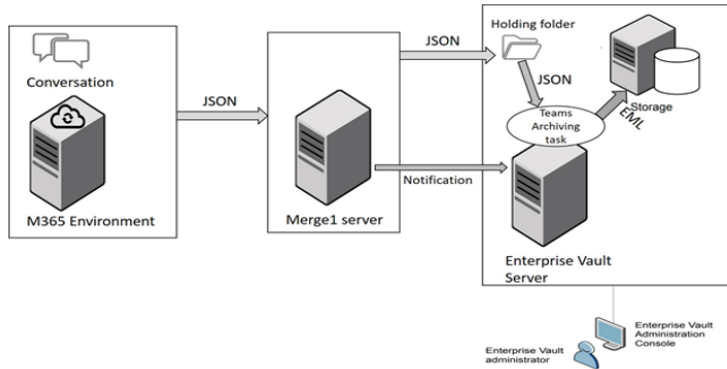 Conversation
M365 Environment
JSON
Merge1 server
JSON
Notification
Holding folder
JSON
Teams
Archiving
task
EML
Storage
Enterprise Vault
Server
Enterprise Vault
Administration
Console
Enterprise Vault
administrator